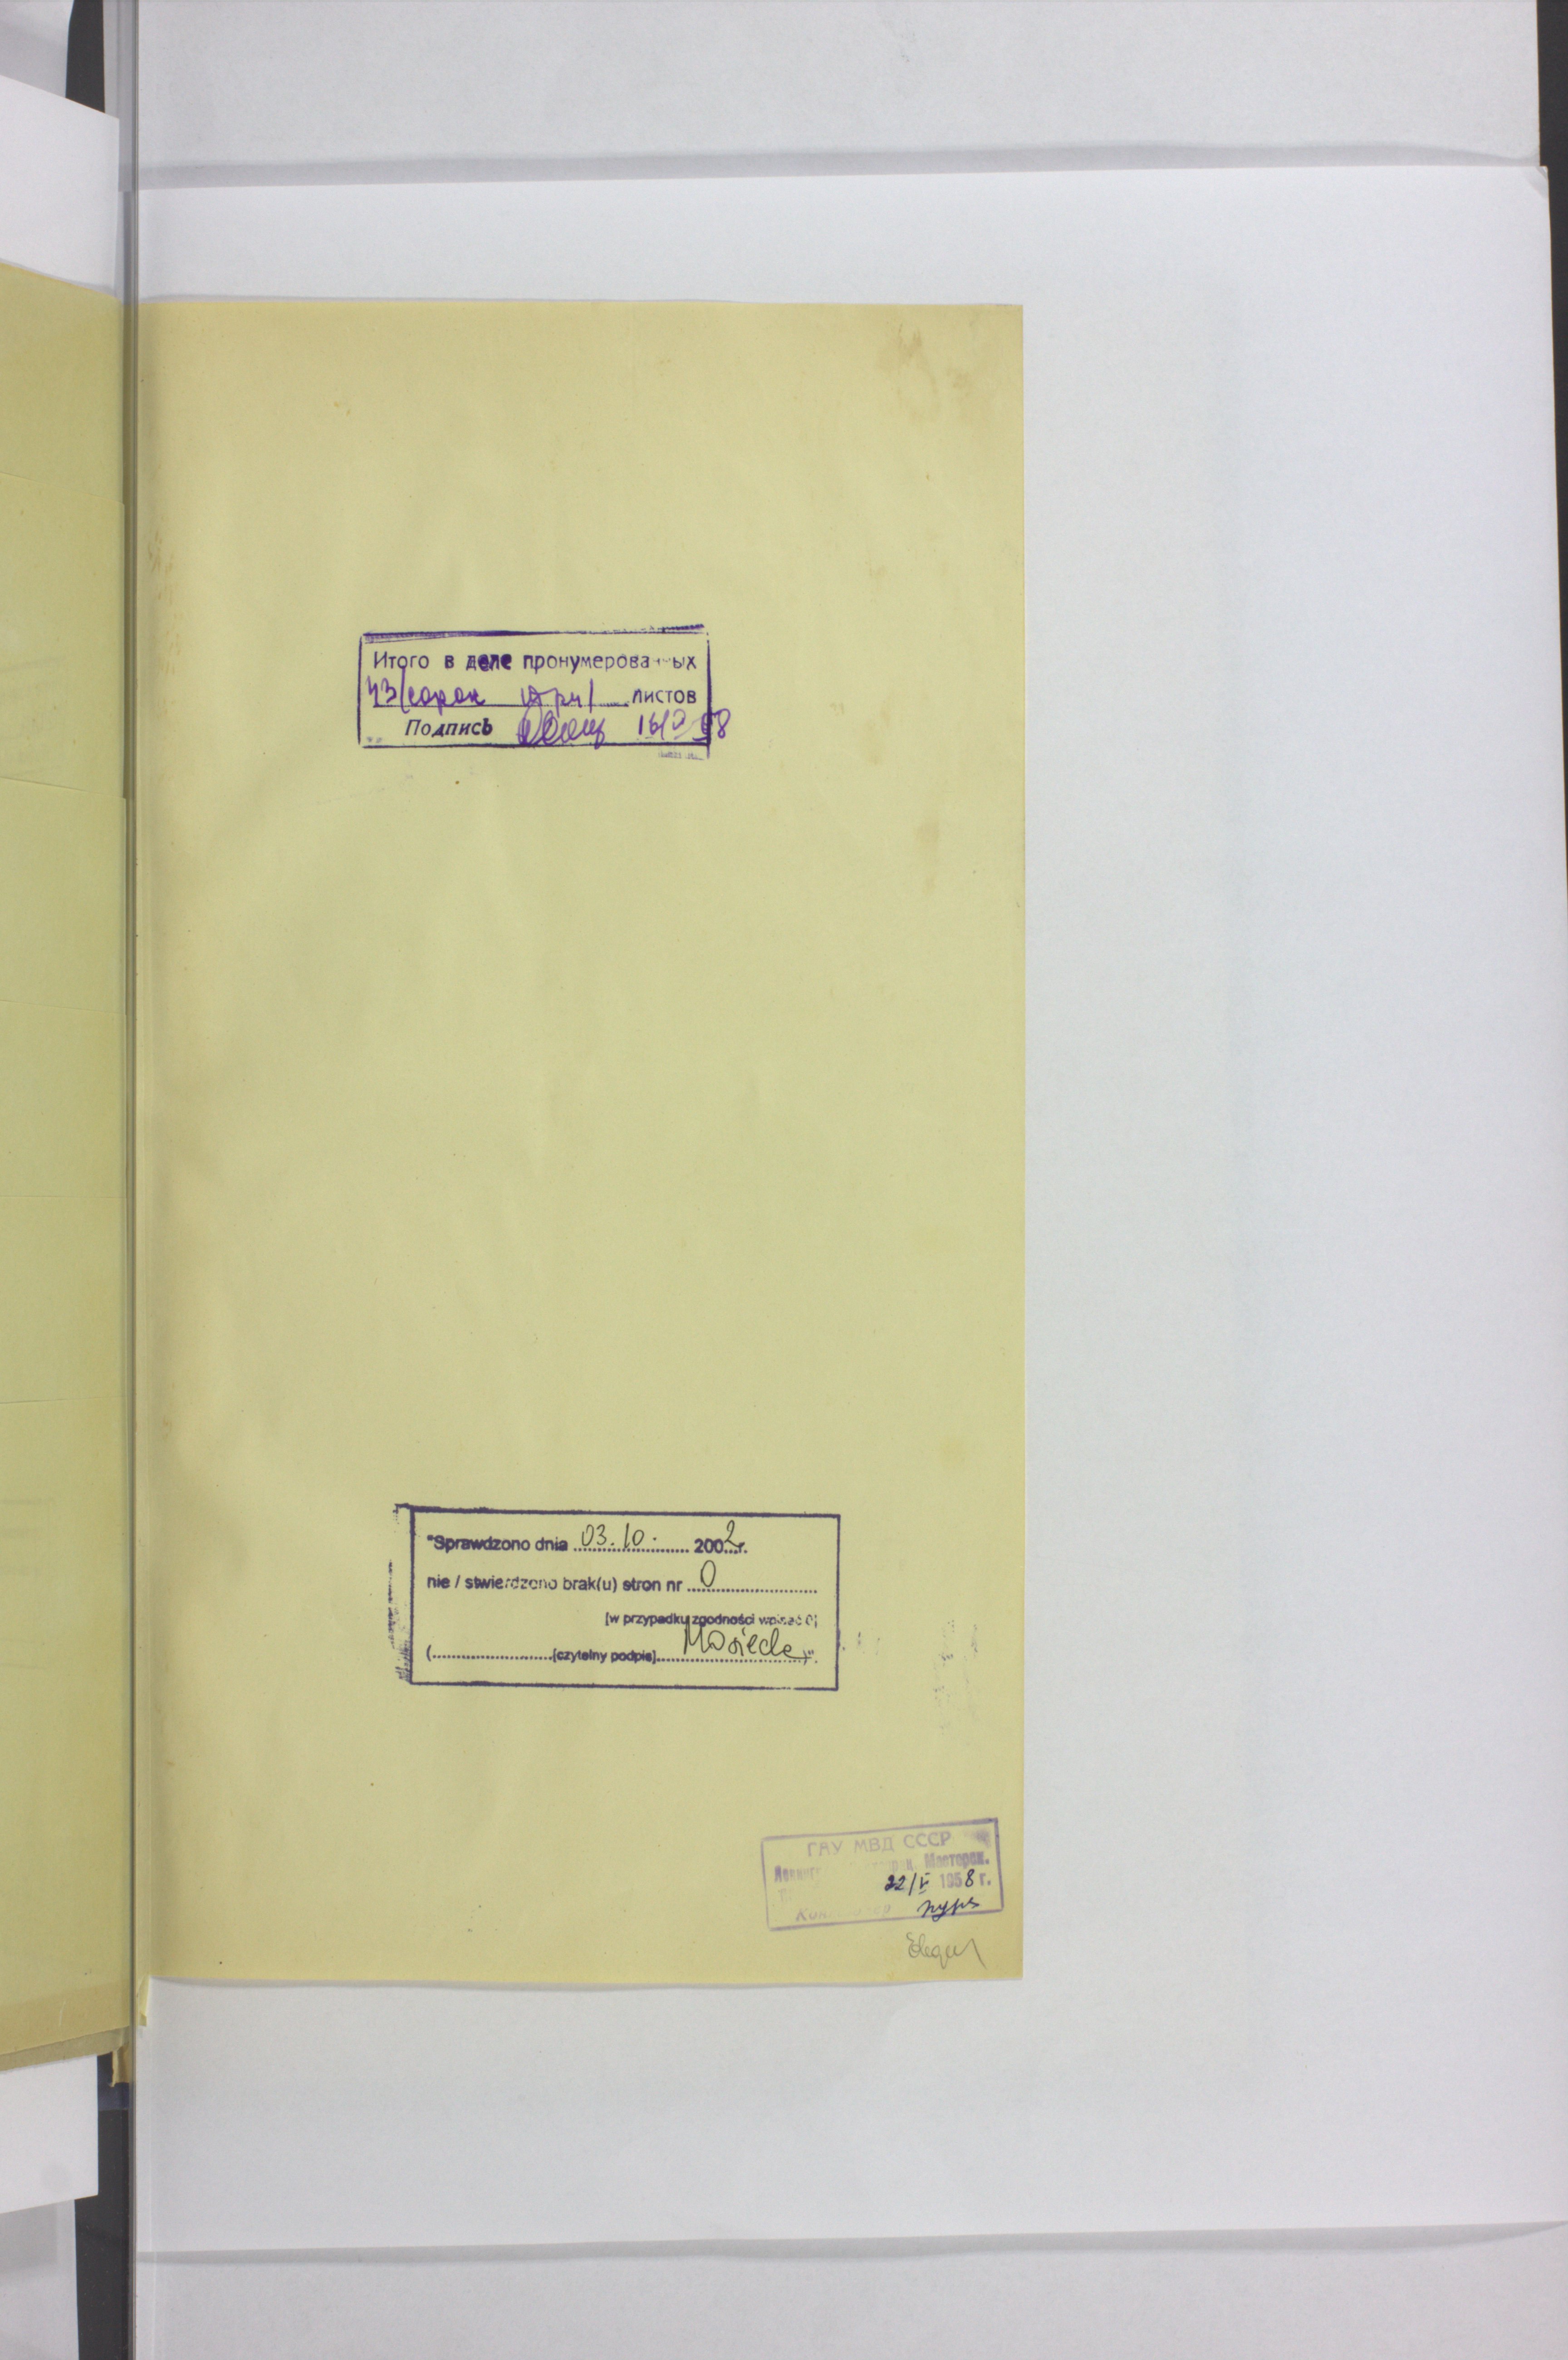 Итого в деле пронумерованных
43 (сорок три) листов
Подпись
"Sprawdzono dnia 03.10. 2002r.
nie / stwierdzono brak(u) stron nr 0
[w przypadku zgodności wpisać 0]
(..............[czytelny podpis]..............)".
ГАУ МВД СССР
22/V 1958 г.